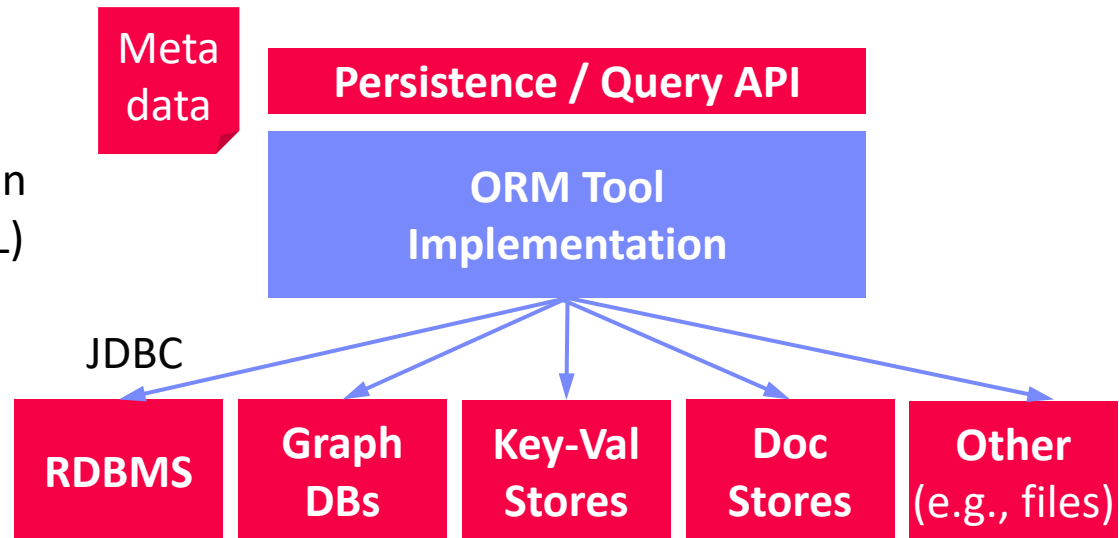 Meta
data
Persistence / Query API
ORM Tool
Implementation
JDBC
RDBMS
Graph
DBs
Key-Val
Stores
Doc
Stores
Other
(e.g., files)